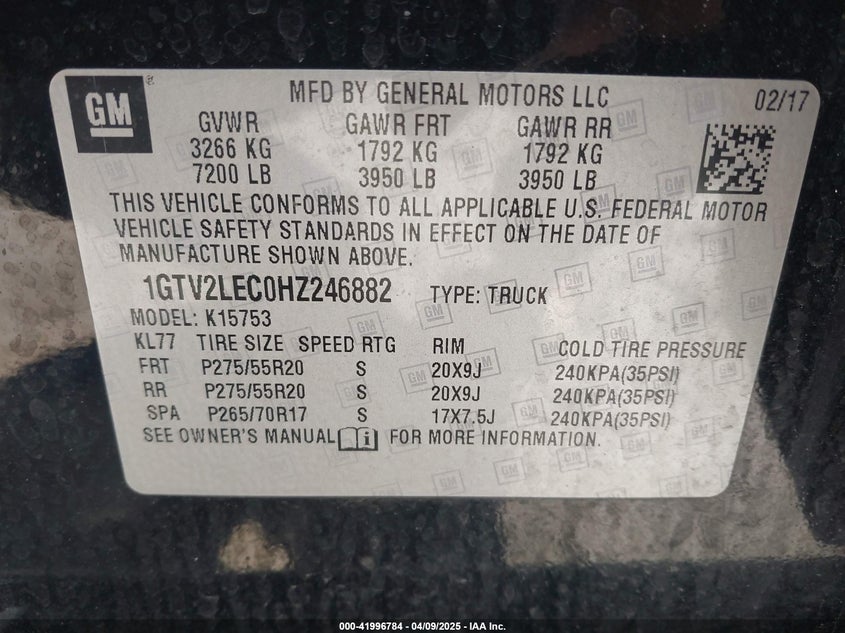 GM
MFD BY GENERAL MOTORS LLC 02/17
GVWR GAWR FRT GAWR RR
3266 KG 1792 KG 1792 KG
7200 LB 3950 LB 3950 LB
THIS VEHICLE CONFORMS TO ALL APPLICABLE U.S. FEDERAL MOTOR
VEHICLE SAFETY STANDARDS IN EFFECT ON THE DATE OF
MANUFACTURE SHOWN ABOVE.
1GTV2LEC0HZ246882 TYPE: TRUCK
MODEL: K15753
KL77 TIRE SIZE SPEED RTG RIM COLD TIRE PRESSURE
FRT P275/55R20 S 20X9J 240KPA(35PSI)
RR P275/55R20 S 20X9J 240KPA(35PSI)
SPA P265/70R17 S 17X7.5J 240KPA(35PSI)
SEE OWNER'S MANUAL i FOR MORE INFORMATION.
000-41996784 / 04/09/2025 - IAA Inc.